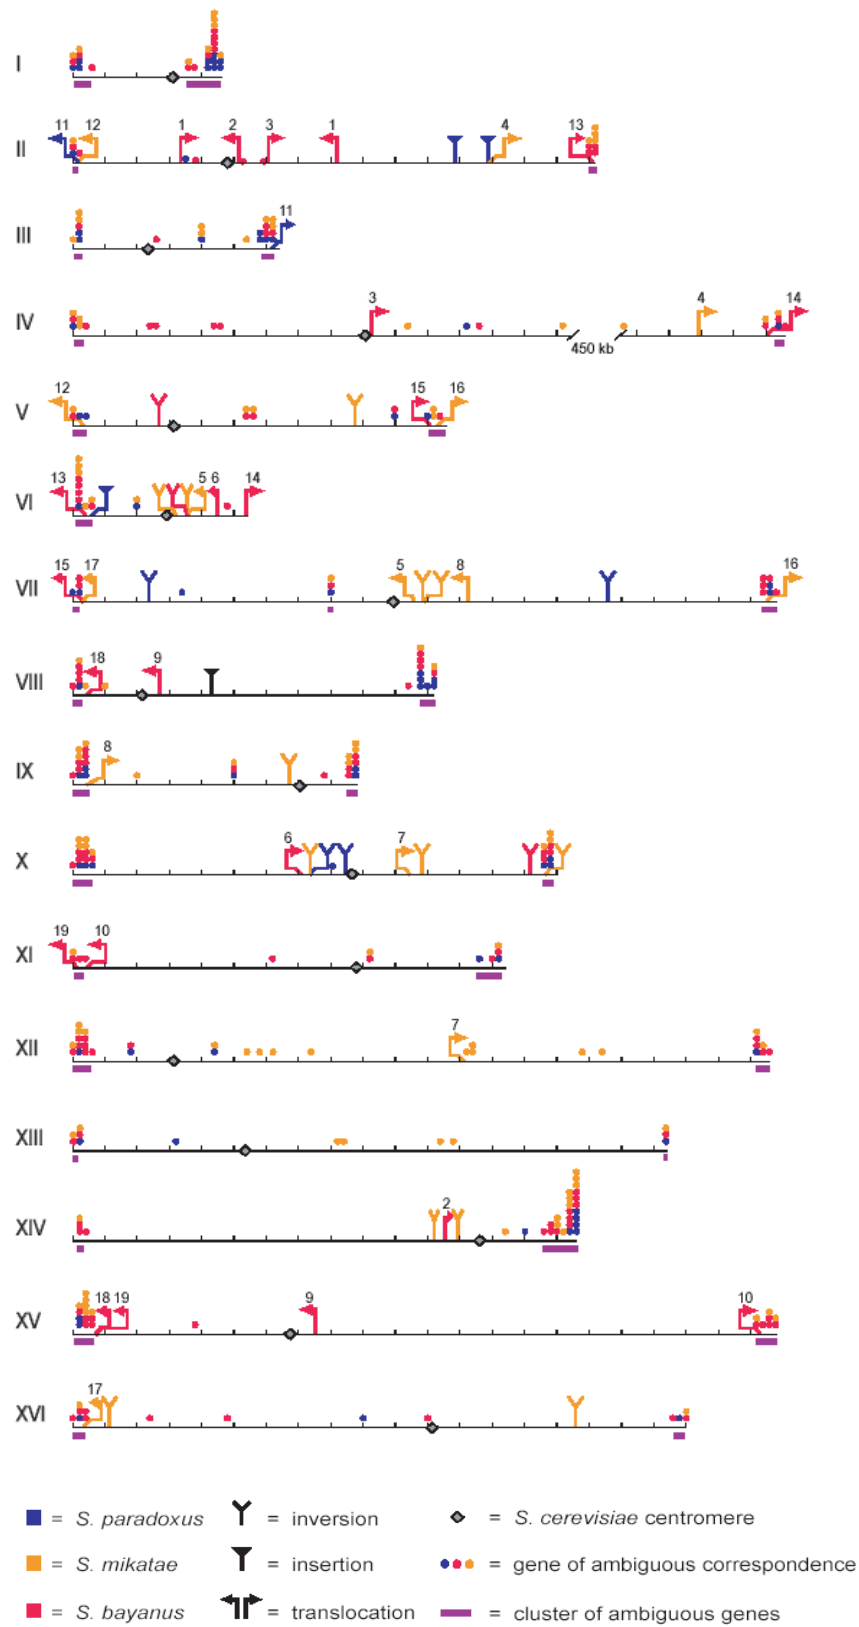 I
11 12 1 2 3 1 4 13
II
11
III
3 4 14
IV
450 kb
12 15 16
V
13 5 6 14
VI
15 17 5 8 16
VII
18 9
VIII
8
IX
6 7
X
19 10
XI
7
XII
XIII
2
XIV
18 19 9 10
XV
17
XVI
= S. paradoxus = inversion = S. cerevisiae centromere
= S. mikatae = insertion = gene of ambiguous correspondence
= S. bayanus = translocation = cluster of ambiguous genes